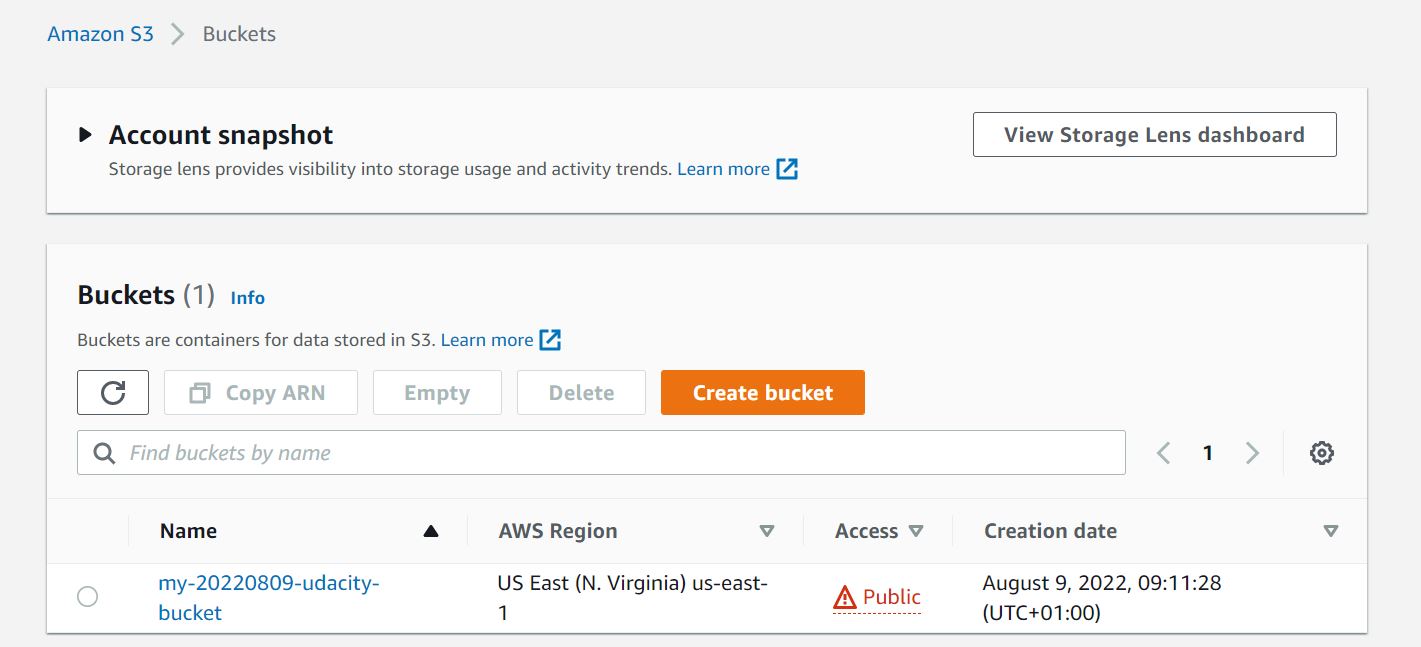 Amazon S3 > Buckets
Account snapshot
View Storage Lens dashboard
Storage lens provides visibility into storage usage and activity trends. Learn more
Buckets (1) Info
Buckets are containers for data stored in S3. Learn more
Copy ARN Empty Delete Create bucket
Find buckets by name 1
Name AWS Region Access Creation date
my-20220809-udacity-
bucket
US East (N. Virginia) us-east-
1
Public
August 9, 2022, 09:11:28
(UTC+01:00)